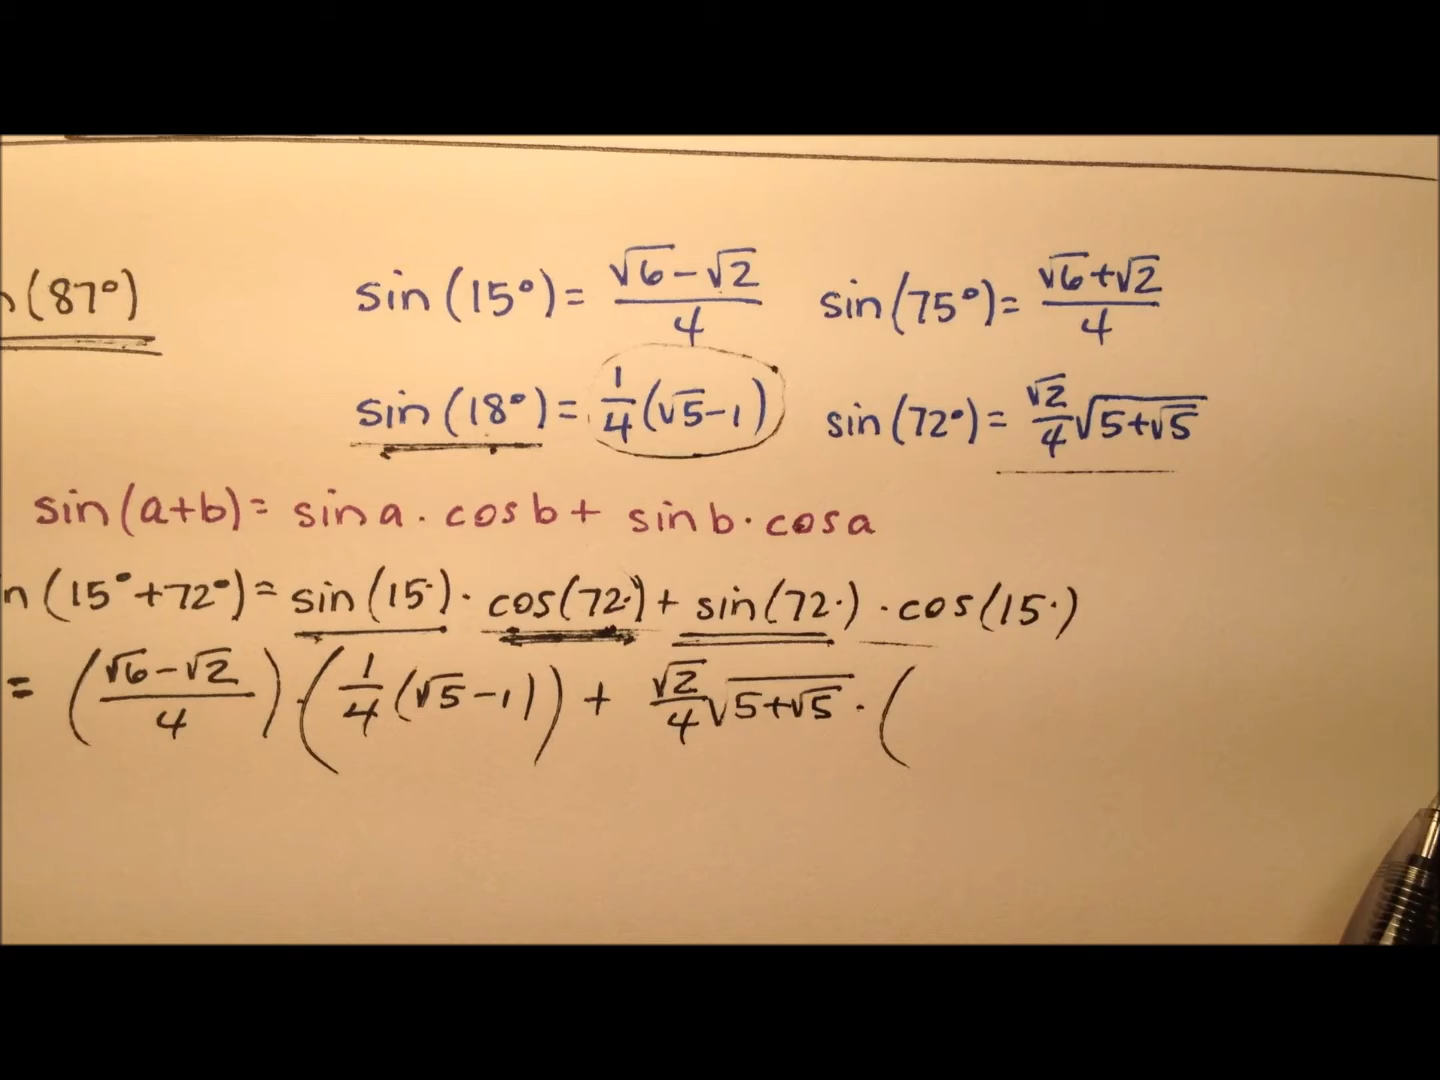 n(87°)
sin(15°)= (√6-√2)/4 sin(75°)= (√6+√2)/4
sin(18°)= 1/4(√5-1) sin(72°)= √2/4 √(5+√5)
sin(a+b)= sin a · cos b + sin b · cos a
n(15°+72°)= sin(15·)· cos(72·)+ sin(72·) · cos(15·)
= ((√6-√2)/4)·(1/4(√5-1)) + √2/4 √(5+√5) · (